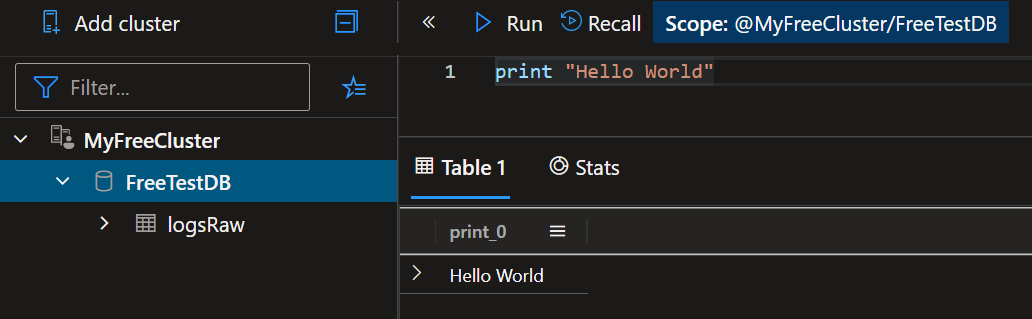 Add cluster
Run Recall Scope: @MyFreeCluster/FreeTestDB
Filter...
1 print "Hello World"
MyFreeCluster
FreeTestDB
logsRaw
Table 1 Stats
print_0
Hello World